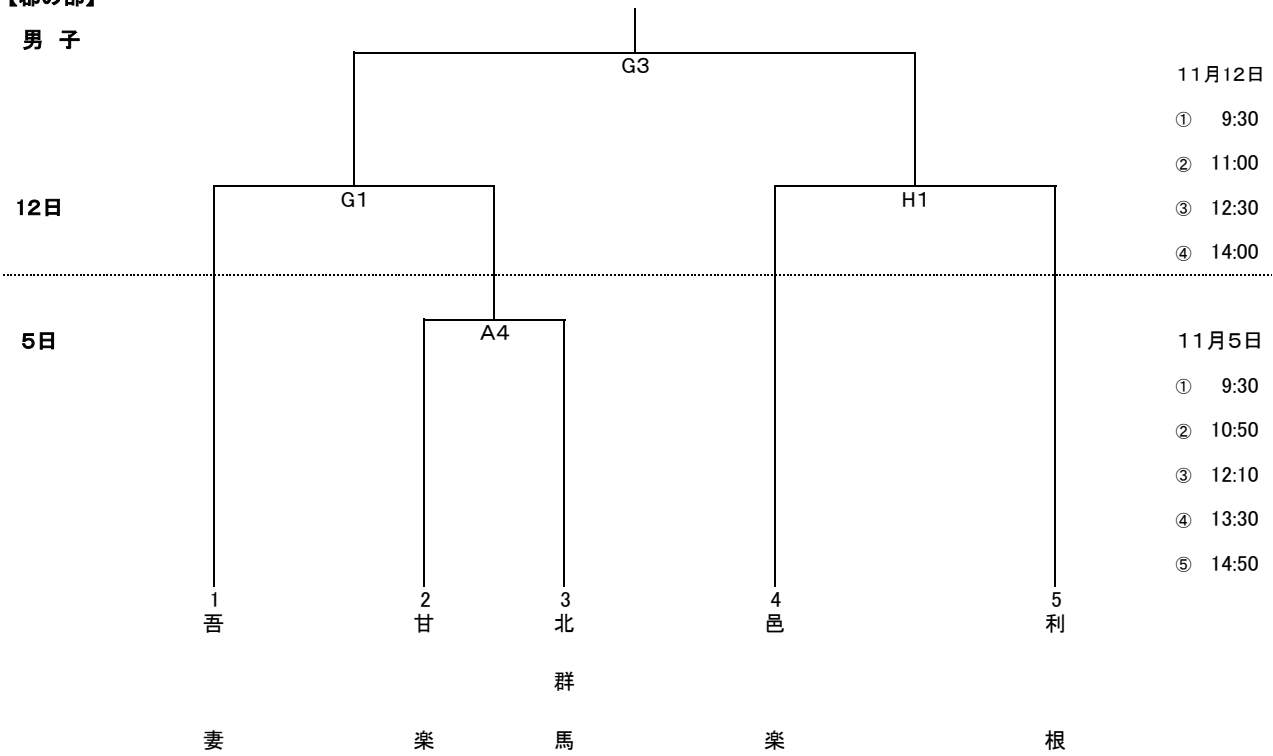 【郡の部】
男 子
G3
11月12日
① 9:30
② 11:00
③ 12:30
④ 14:00
12日
G1
H1
5日
A4
11月5日
① 9:30
② 10:50
③ 12:10
④ 13:30
⑤ 14:50
1
吾妻
2
甘楽
3
北群馬
4
邑楽
5
利根